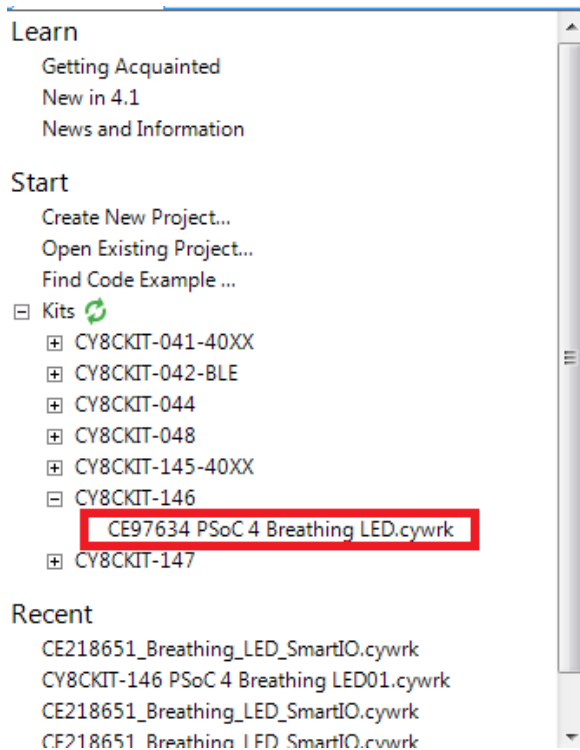 Learn
Getting Acquainted
New in 4.1
News and Information
Start
Create New Project...
Open Existing Project...
Find Code Example ...
Kits
CY8CKIT-041-40XX
CY8CKIT-042-BLE
CY8CKIT-044
CY8CKIT-048
CY8CKIT-145-40XX
CY8CKIT-146
CE97634 PSoC 4 Breathing LED.cywrk
CY8CKIT-147
Recent
CE218651_Breathing_LED_SmartIO.cywrk
CY8CKIT-146 PSoC 4 Breathing LED01.cywrk
CE218651_Breathing_LED_SmartIO.cywrk
CE218651_Breathing_LED_SmartIO.cywrk